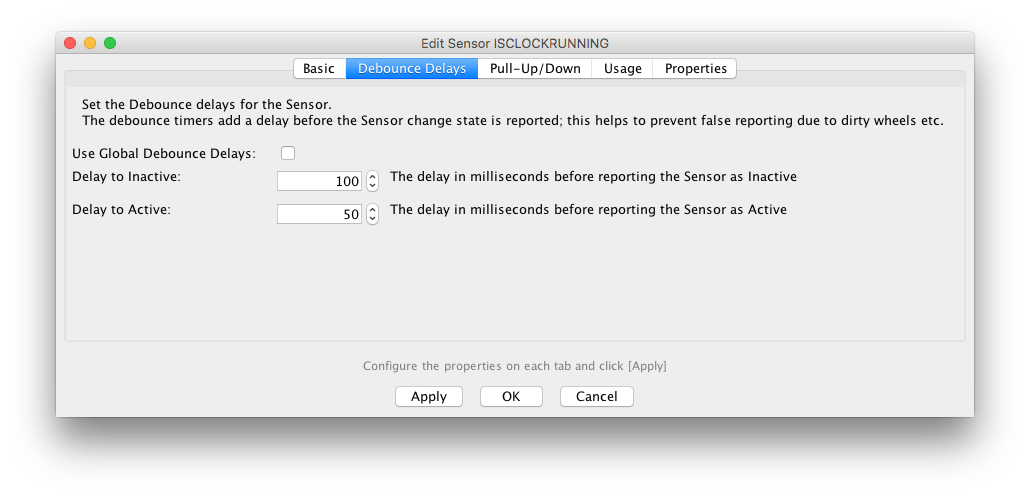 Edit Sensor ISCLOCKRUNNING
Basic Debounce Delays Pull-Up/Down Usage Properties
Set the Debounce delays for the Sensor.
The debounce timers add a delay before the Sensor change state is reported; this helps to prevent false reporting due to dirty wheels etc.
Use Global Debounce Delays:
Delay to Inactive: 100 The delay in milliseconds before reporting the Sensor as Inactive
Delay to Active: 50 The delay in milliseconds before reporting the Sensor as Active
Configure the properties on each tab and click [Apply]
Apply OK Cancel